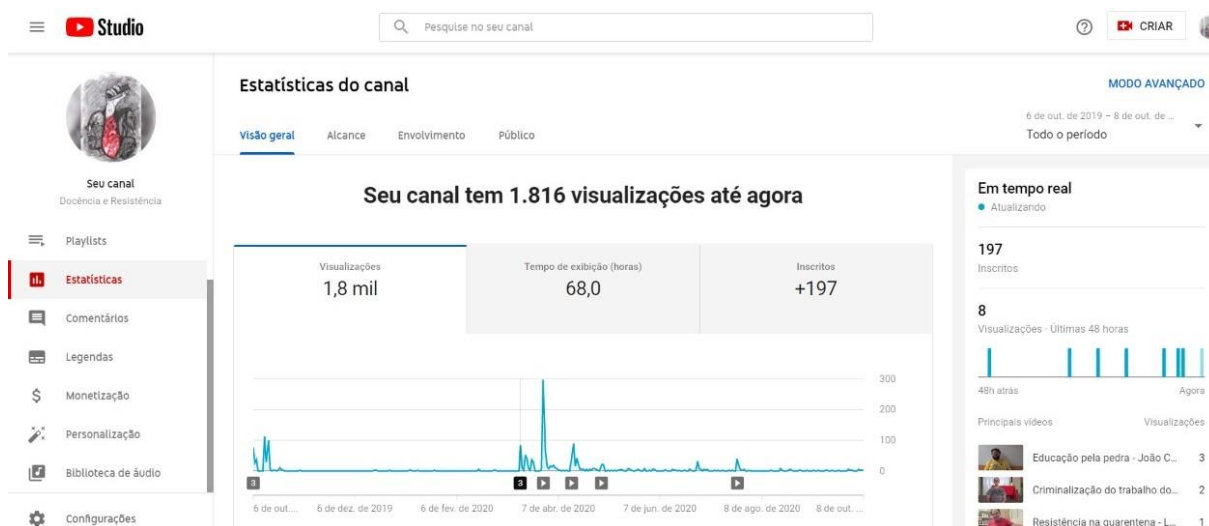 Studio
Pesquise no seu canal
CRIAR
Seu canal
Docência e Resistência
Playlists
Estatísticas
Comentários
Legendas
Monetização
Personalização
Biblioteca de áudio
Configurações
Estatísticas do canal
MODO AVANÇADO
Visão geral Alcance Envolvimento Público
6 de out. de 2019 – 8 de out. de ...
Todo o período
Seu canal tem 1.816 visualizações até agora
Visualizações
1,8 mil
Tempo de exibição (horas)
68,0
Inscritos
+197
300
200
100
0
3
3
6 de out.... 6 de dez. de 2019 6 de fev. de 2020 7 de abr. de 2020 7 de jun. de 2020 8 de ago. de 2020 8 de out. ...
Em tempo real
Atualizando
197
Inscritos
8
Visualizações · Últimas 48 horas
48h atrás Agora
Principais vídeos Visualizações
Educação pela pedra - João C... 3
Criminalização do trabalho do... 2
Resistência na quarentena - L... 1